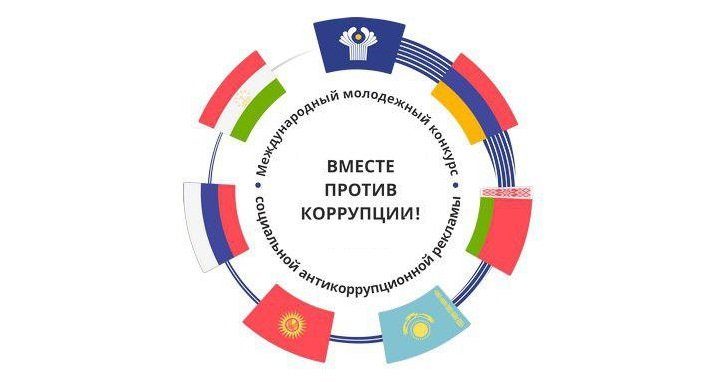 Международный молодежный конкурс
ВМЕСТЕ
ПРОТИВ
КОРРУПЦИИ!
социальной антикоррупционной рекламы